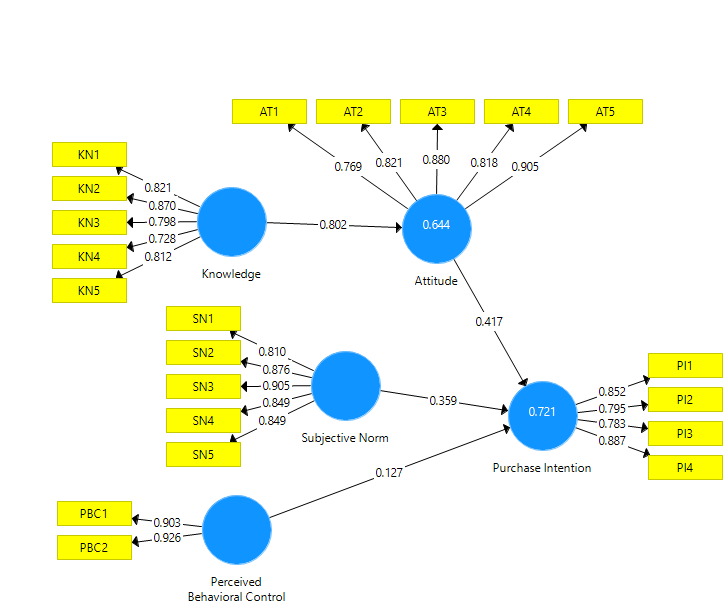 AT1 AT2 AT3 AT4 AT5
0.769 0.821 0.880 0.818 0.905
KN1
KN2
KN3
KN4
KN5
0.821
0.870
0.798
0.728
0.812
Knowledge
0.802
0.644
Attitude
0.417
SN1
SN2
SN3
SN4
SN5
0.810
0.876
0.905
0.849
0.849
Subjective Norm
0.359
0.721
Purchase Intention
0.852
0.795
0.783
0.887
PI1
PI2
PI3
PI4
0.127
PBC1
PBC2
0.903
0.926
Perceived
Behavioral Control